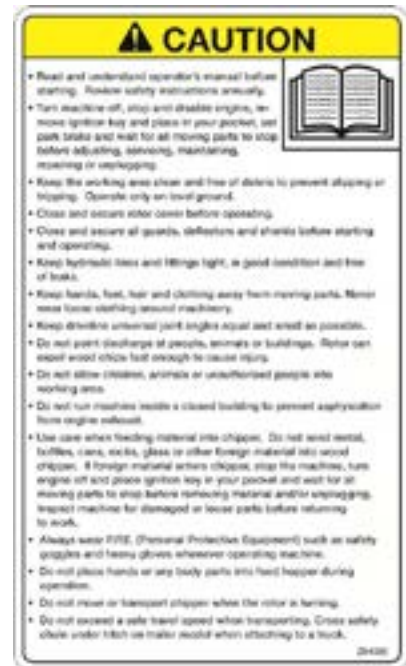 CAUTION
• Read and understand operator's manual before
starting. Review safety instructions annually.
• Turn machine off, stop and disable engine, re-
move ignition key and place in your pocket, set
park brake and wait for all moving parts to stop
before adjusting, servicing, maintaining,
repairing or unplugging.
• Keep the working area clean and free of debris to prevent slipping or
tripping. Operate only on level ground.
• Close and secure rotor cover before operating.
• Close and secure all guards, deflectors and shields before starting
and operating.
• Keep hydraulic lines and fittings tight, in good condition and free
of leaks.
• Keep hands, feet, hair and clothing away from moving parts. Never
wear loose clothing around machinery.
• Keep driveline universal joint angles equal and small as possible.
• Do not point discharge at people, animals or buildings. Rotor can
expel wood chips fast enough to cause injury.
• Do not allow children, animals or unauthorized people into
working area.
• Do not run machine inside a closed building to prevent asphyxiation
from engine exhaust.
• Use care when feeding material into chipper. Do not send metal,
bottles, cans, rocks, glass or other foreign material into wood
chipper. If foreign material enters chipper, stop the machine, turn
engine off and place ignition key in your pocket and wait for all
moving parts to stop before removing material and/or unplugging.
Inspect machine for damaged or loose parts before returning
to work.
• Always wear P.P.E. (Personal Protective Equipment) such as safety
goggles and heavy gloves whenever operating machine.
• Do not place hands or any body parts into feed hopper during
operation.
• Do not move or transport chipper when the rotor is turning.
• Do not exceed a safe travel speed when transporting. Cross safety
chain under hitch on trailer model when attaching to a truck.